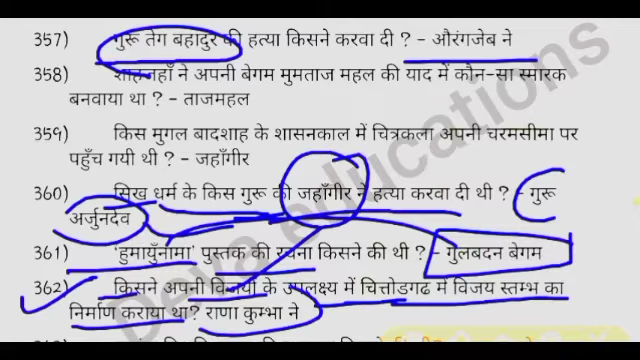 357) गुरू तेग बहादुर की हत्या किसने करवा दी ? - औरंगजेब ने
358) शाहजहाँ ने अपनी बेगम मुमताज महल की याद में कौन-सा स्मारक
बनवाया था ? - ताजमहल
359) किस मुगल बादशाह के शासनकाल में चित्रकला अपनी चरमसीमा पर
पहुँच गयी थी ? - जहाँगीर
360) सिख धर्म के किस गुरू की जहाँगीर ने हत्या करवा दी थी ? - गुरू
अर्जुनदेव
361) 'हुमायुँनामा' पुस्तक की रचना किसने की थी ? - गुलबदन बेगम
362) किसने अपनी विजयों के उपलक्ष्य में चित्तोडगढ में विजय स्तम्भ का
निर्माण कराया था? राणा कुम्भा ने
Deva educations